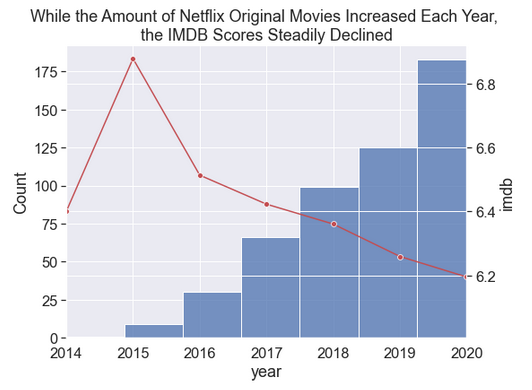 While the Amount of Netflix Original Movies Increased Each Year,
the IMDB Scores Steadily Declined
175
150
125
100
75
50
25
0
Count
6.8
6.6
6.4
6.2
imdb
2014 2015 2016 2017 2018 2019 2020
year